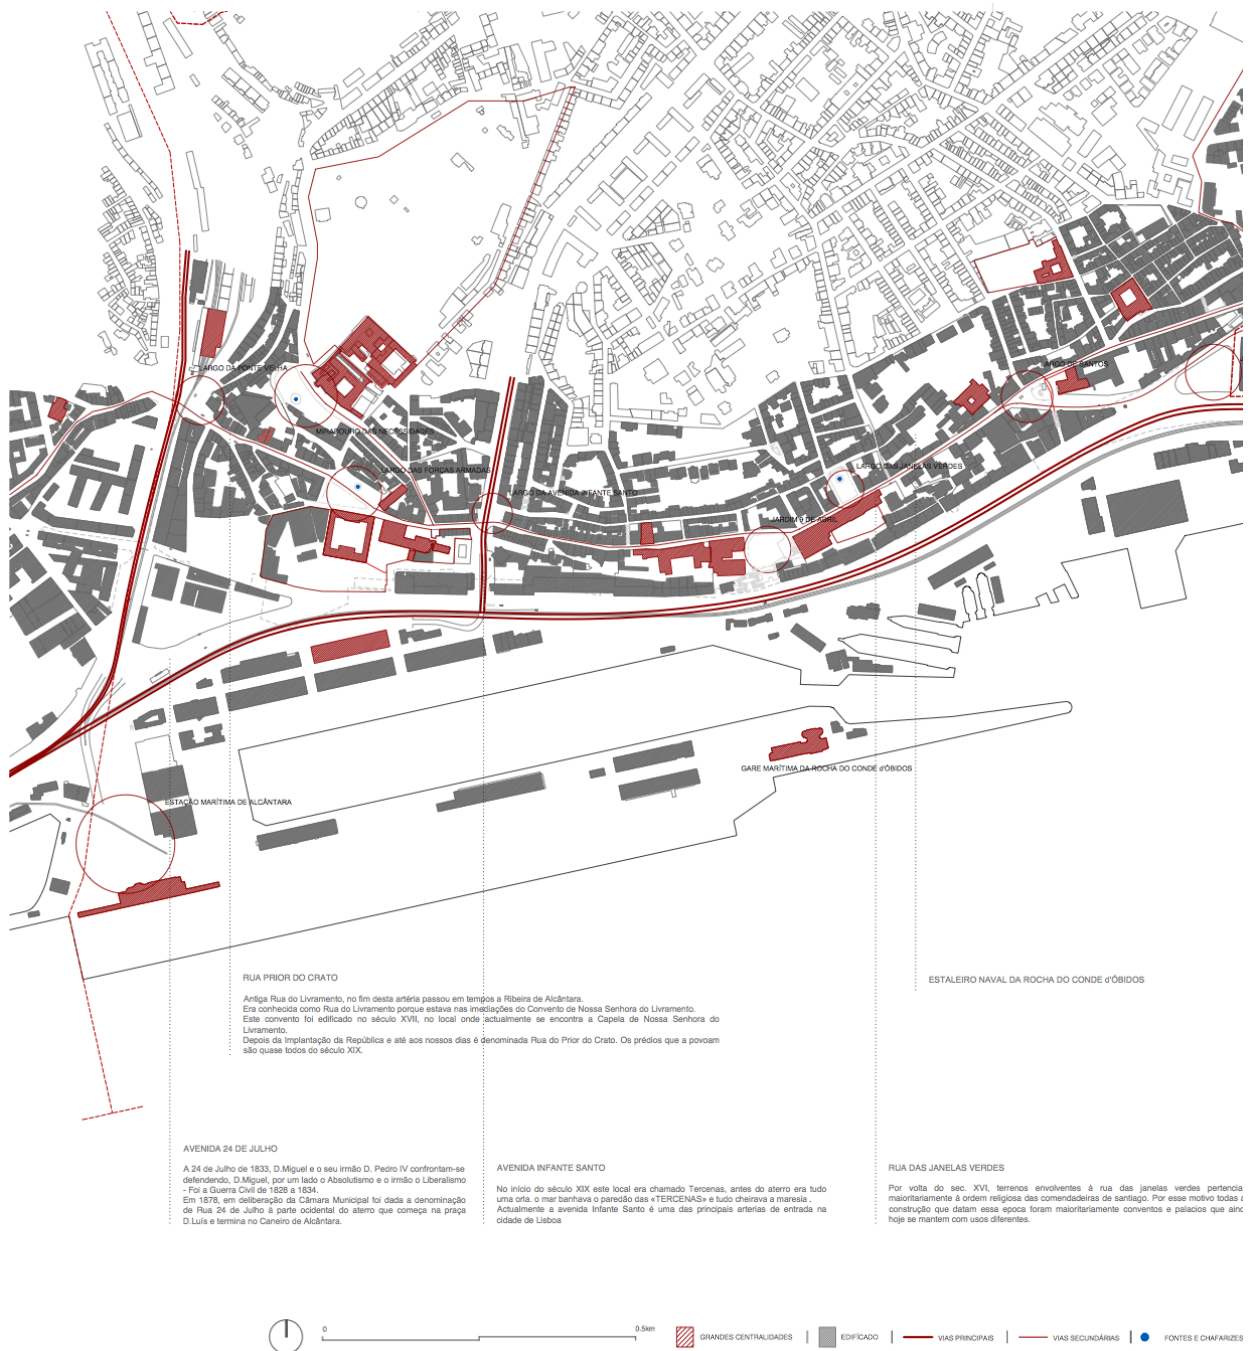 LARGO DA PONTE VELHA
LARGO DE SANTOS
MIRADOURO DAS NECESSIDADES
LARGO DAS FORÇAS ARMADAS
LARGO DAS JANELAS VERDES
LARGO DA AVENIDA INFANTE SANTO
JARDIM 9 DE ABRIL
GARE MARÍTIMA DA ROCHA DO CONDE d'ÓBIDOS
ESTAÇÃO MARÍTIMA DE ALCÂNTARA
RUA PRIOR DO CRATO
Antiga Rua do Livramento, no fim desta artéria passou em tempos a Ribeira de Alcântara.
Era conhecida como Rua do Livramento porque estava nas imediações do Convento de Nossa Senhora do Livramento.
Este convento foi edificado no século XVII, no local onde actualmente se encontra a Capela de Nossa Senhora do
Livramento.
Depois da Implantação da República e até aos nossos dias é denominada Rua do Prior do Crato. Os prédios que a povoam
são quase todos do século XIX.
ESTALEIRO NAVAL DA ROCHA DO CONDE d'ÓBIDOS
AVENIDA 24 DE JULHO
A 24 de Julho de 1833, D.Miguel e o seu irmão D. Pedro IV confrontam-se
defendendo, D.Miguel, por um lado o Absolutismo e o irmão o Liberalismo
- Foi a Guerra Civil de 1828 a 1834.
Em 1878, em deliberação da Câmara Municipal foi dada a denominação
de Rua 24 de Julho à parte ocidental do aterro que começa na praça
D.Luís e termina no Caneiro de Alcântara.
AVENIDA INFANTE SANTO
No início do século XIX este local era chamado Tercenas, antes do aterro era tudo
uma orla. o mar banhava o paredão das «TERCENAS» e tudo cheirava a maresia .
Actualmente a avenida Infante Santo é uma das principais arterias de entrada na
cidade de Lisboa
RUA DAS JANELAS VERDES
Por volta do sec. XVI, terrenos envolventes à rua das janelas verdes pertencia
maioritariamente à ordem religiosa das comendadeiras de santiago. Por esse motivo todas a
construção que datam essa epoca foram maioritariamente conventos e palacios que aind
hoje se mantem com usos diferentes.
0 0.5km
GRANDES CENTRALIDADES EDIFÍCADO VIAS PRINCIPAIS VIAS SECUNDÁRIAS FONTES E CHAFARIZES